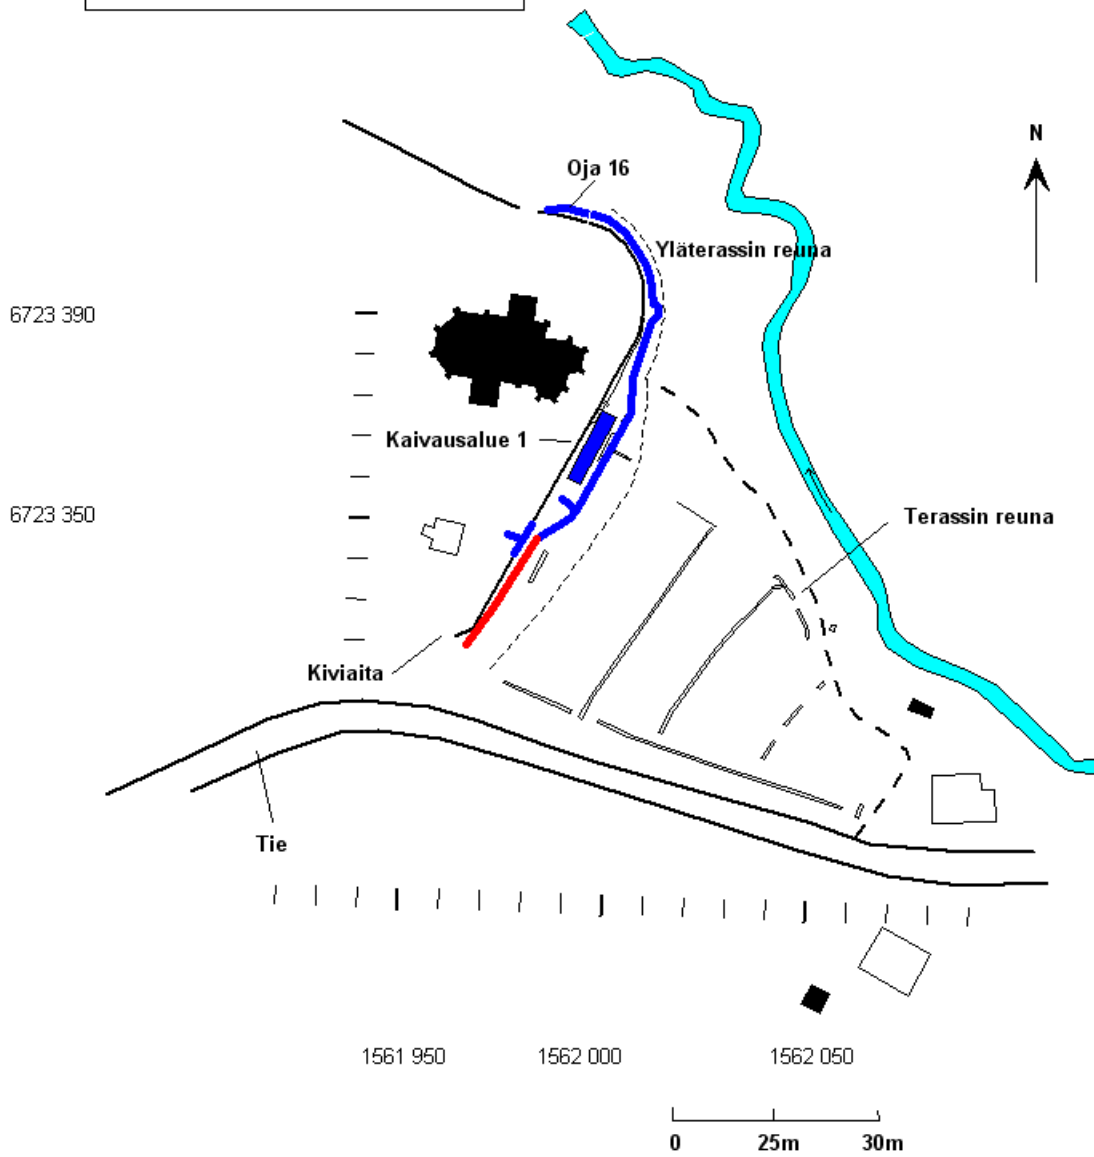 N
Oja 16
Yläterassin reuna
6723 390
Kaivausalue 1
6723 350
Terassin reuna
Kiviaita
Tie
1561 950
1562 000
1562 050
0
25m
30m